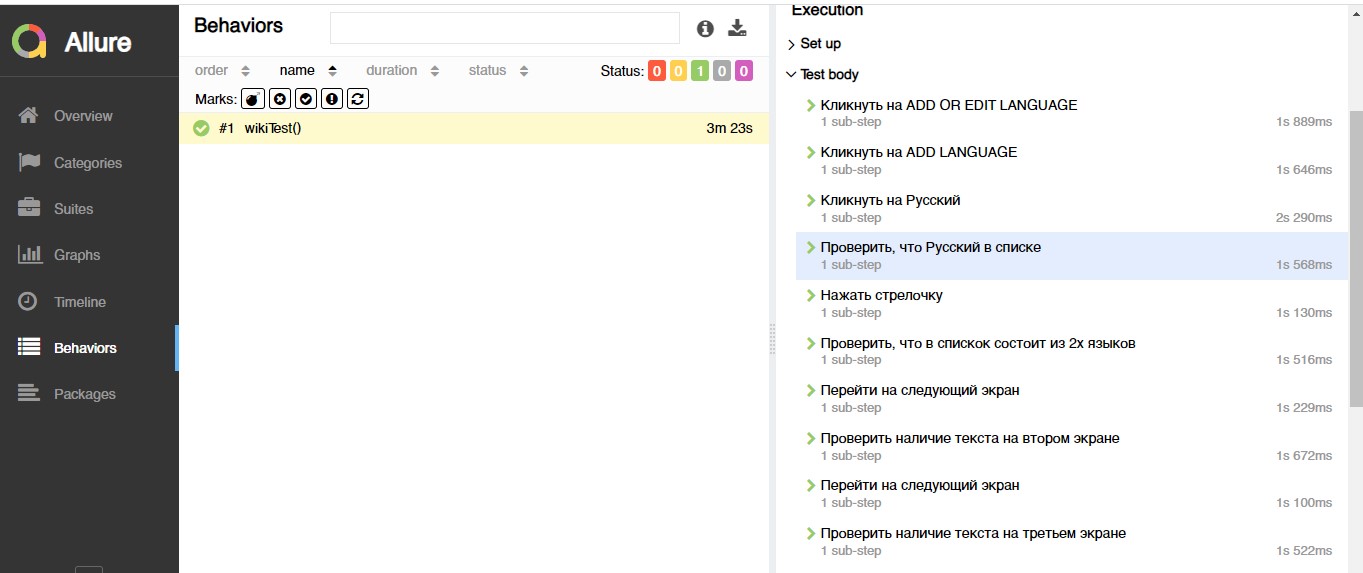 Allure
Overview
Categories
Suites
Graphs
Timeline
Behaviors
Packages
Behaviors
order name duration status Status: 0 0 1 0 0
Marks:
#1 wikiTest() 3m 23s
Execution
Set up
Test body
Кликнуть на ADD OR EDIT LANGUAGE
1 sub-step 1s 889ms
Кликнуть на ADD LANGUAGE
1 sub-step 1s 646ms
Кликнуть на Русский
1 sub-step 2s 290ms
Проверить, что Русский в списке
1 sub-step 1s 568ms
Нажать стрелочку
1 sub-step 1s 130ms
Проверить, что в спискок состоит из 2х языков
1 sub-step 1s 516ms
Перейти на следующий экран
1 sub-step 1s 229ms
Проверить наличие текста на втором экране
1 sub-step 1s 672ms
Перейти на следующий экран
1 sub-step 1s 100ms
Проверить наличие текста на третьем экране
1 sub-step 1s 522ms